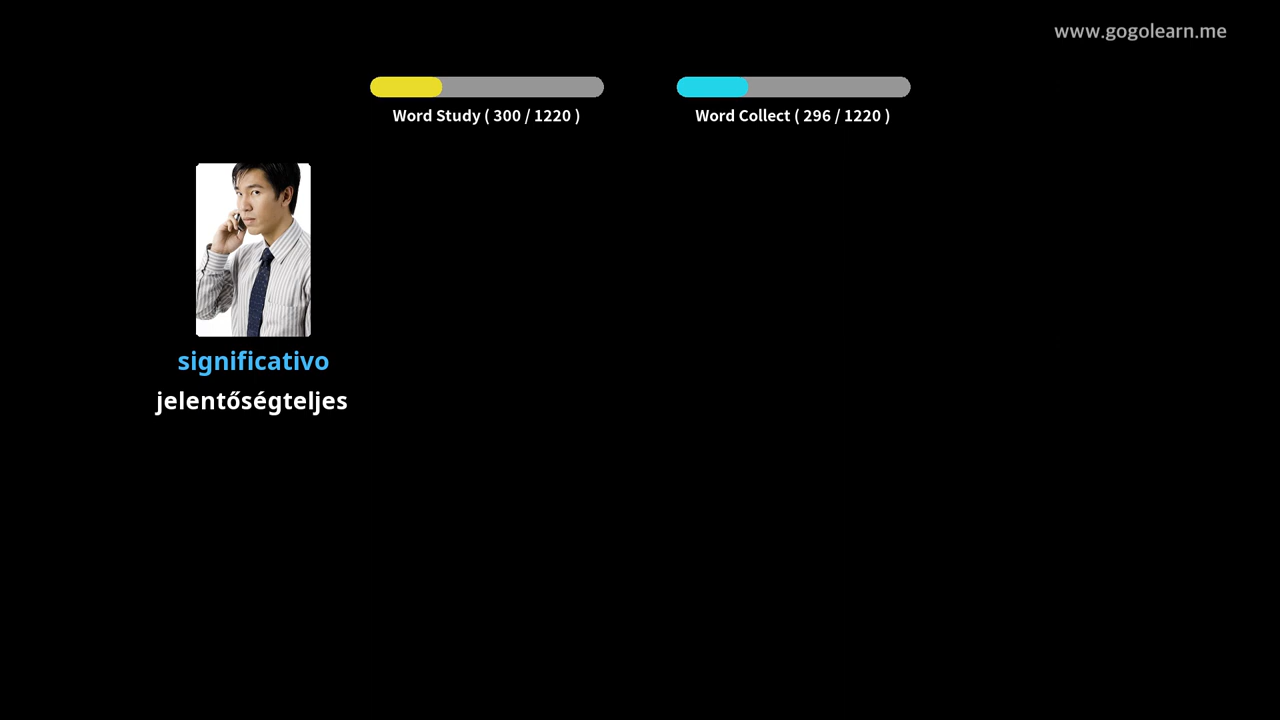 www.gogolearn.me
Word Study ( 300 / 1220 )
Word Collect ( 296 / 1220 )
significativo
jelentőségteljes